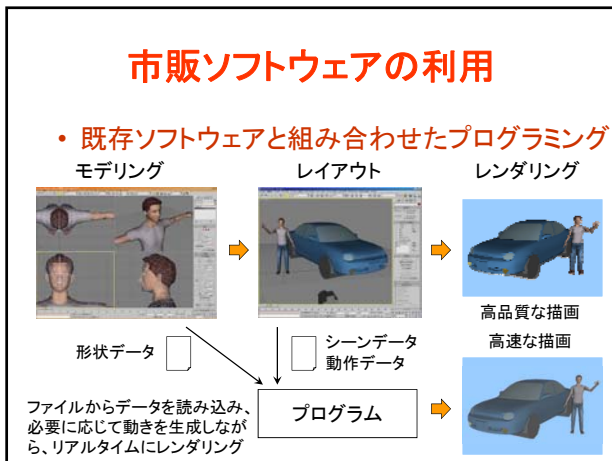 市販ソフトウェアの利用
• 既存ソフトウェアと組み合わせたプログラミング
モデリング
レイアウト
レンダリング
高品質な描画
高速な描画
形状データ
シーンデータ
動作データ
ファイルからデータを読み込み、
必要に応じて動きを生成しなが
ら、リアルタイムにレンダリング
プログラム